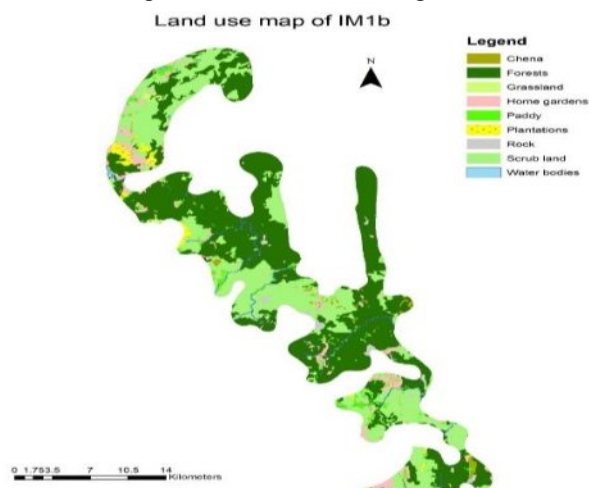 Land use map of IM1b
N
Legend
Chena
Forests
Grassland
Home gardens
Paddy
Plantations
Rock
Scrub land
Water bodies
0 1.753.5 7 10.5 14
Kilometers